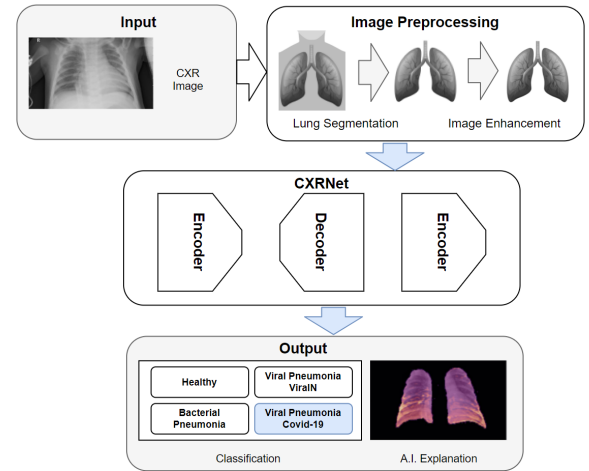 Input
CXR
Image
Image Preprocessing
Lung Segmentation
Image Enhancement
CXRNet
Encoder
Decoder
Encoder
Output
Healthy
Viral Pneumonia
ViralN
Bacterial
Pneumonia
Viral Pneumonia
Covid-19
Classification
A.I. Explanation